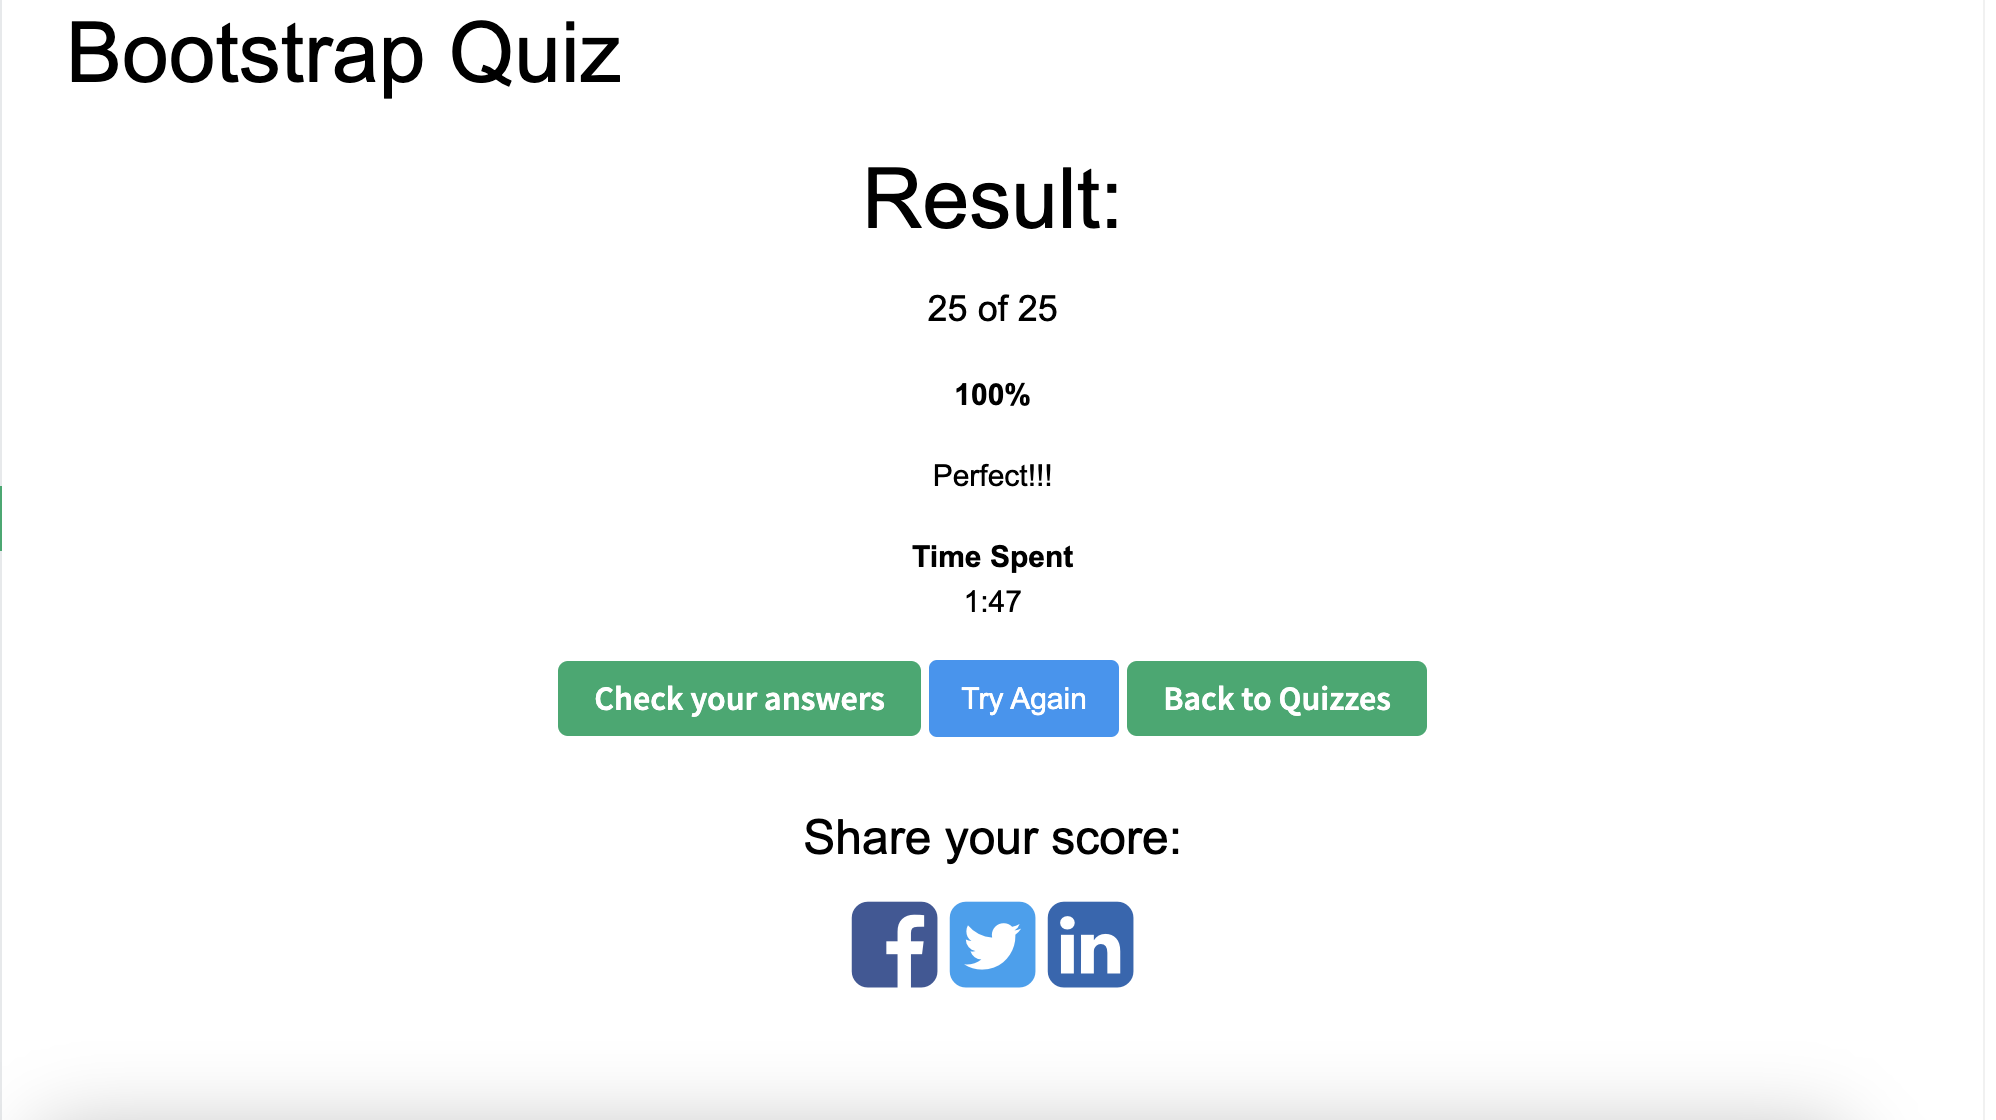 Bootstrap Quiz
Result:
25 of 25
100%
Perfect!!!
Time Spent
1:47
Check your answers Try Again Back to Quizzes
Share your score:
f in